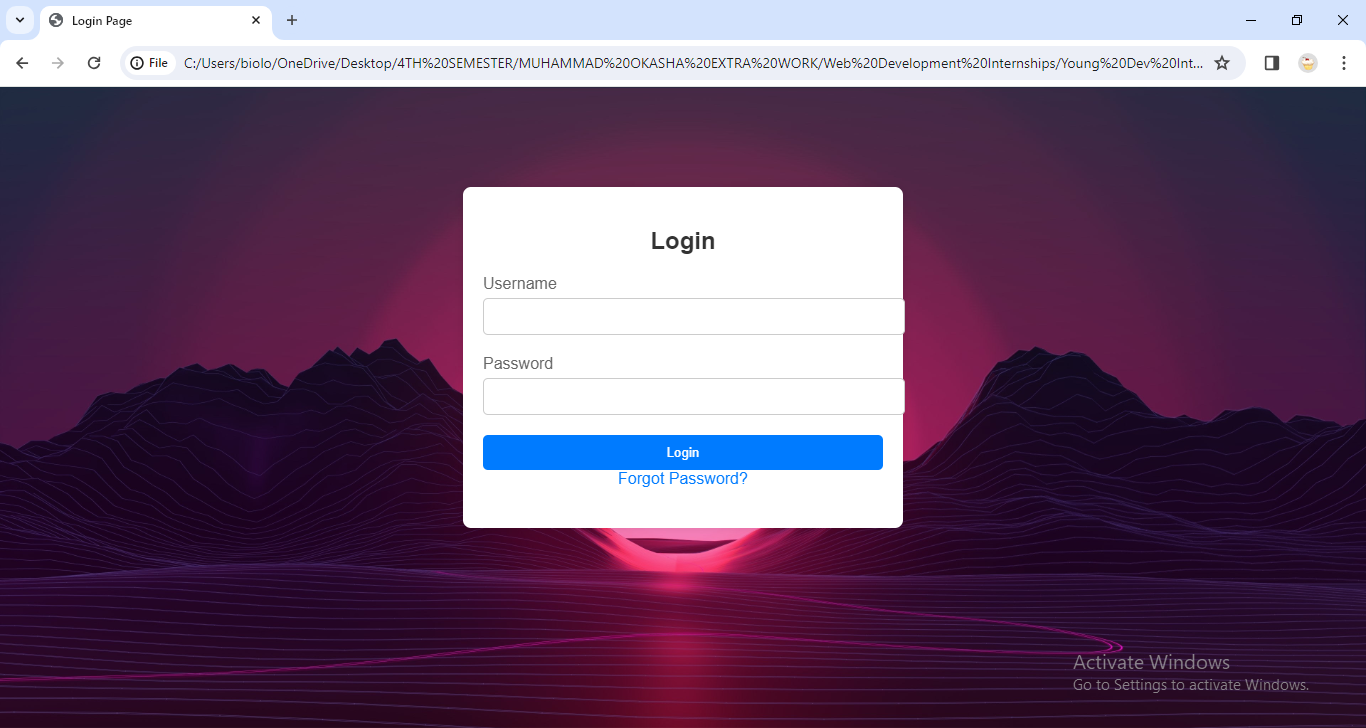 Login Page
File
C:/Users/biolo/OneDrive/Desktop/4TH%20SEMESTER/MUHAMMAD%20OKASHA%20EXTRA%20WORK/Web%20Development%20Internships/Young%20Dev%20Int...
Login
Username
Password
Login
Forgot Password?
Activate Windows
Go to Settings to activate Windows.